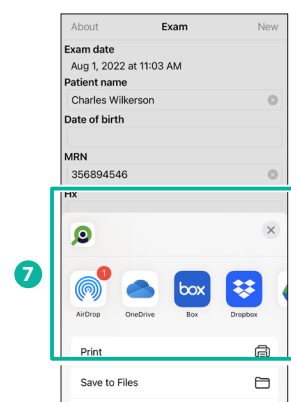 About Exam New
Exam date
Aug 1, 2022 at 11:03 AM
Patient name
Charles Wilkerson
Date of birth
MRN
356894546
Hx
7
1
box
AirDrop OneDrive Box Dropbox
Print
Save to Files